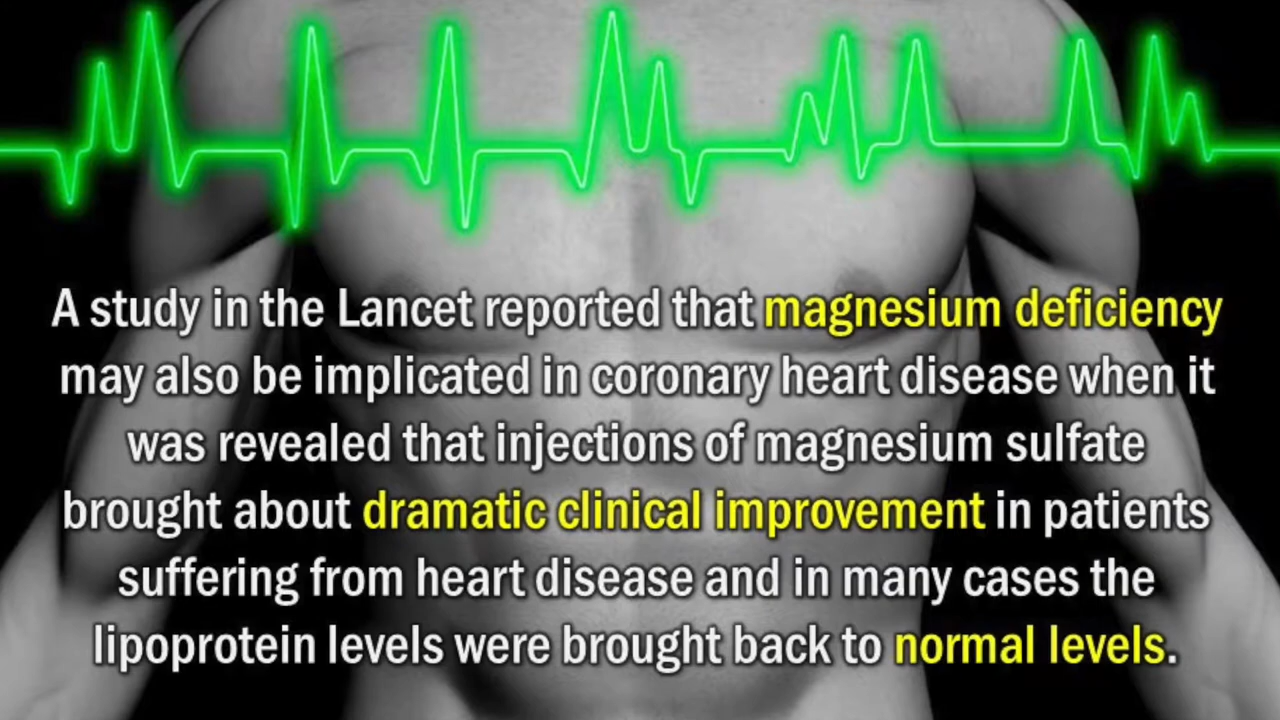 A study in the Lancet reported that magnesium deficiency
may also be implicated in coronary heart disease when it
was revealed that injections of magnesium sulfate
brought about dramatic clinical improvement in patients
suffering from heart disease and in many cases the
lipoprotein levels were brought back to normal levels.